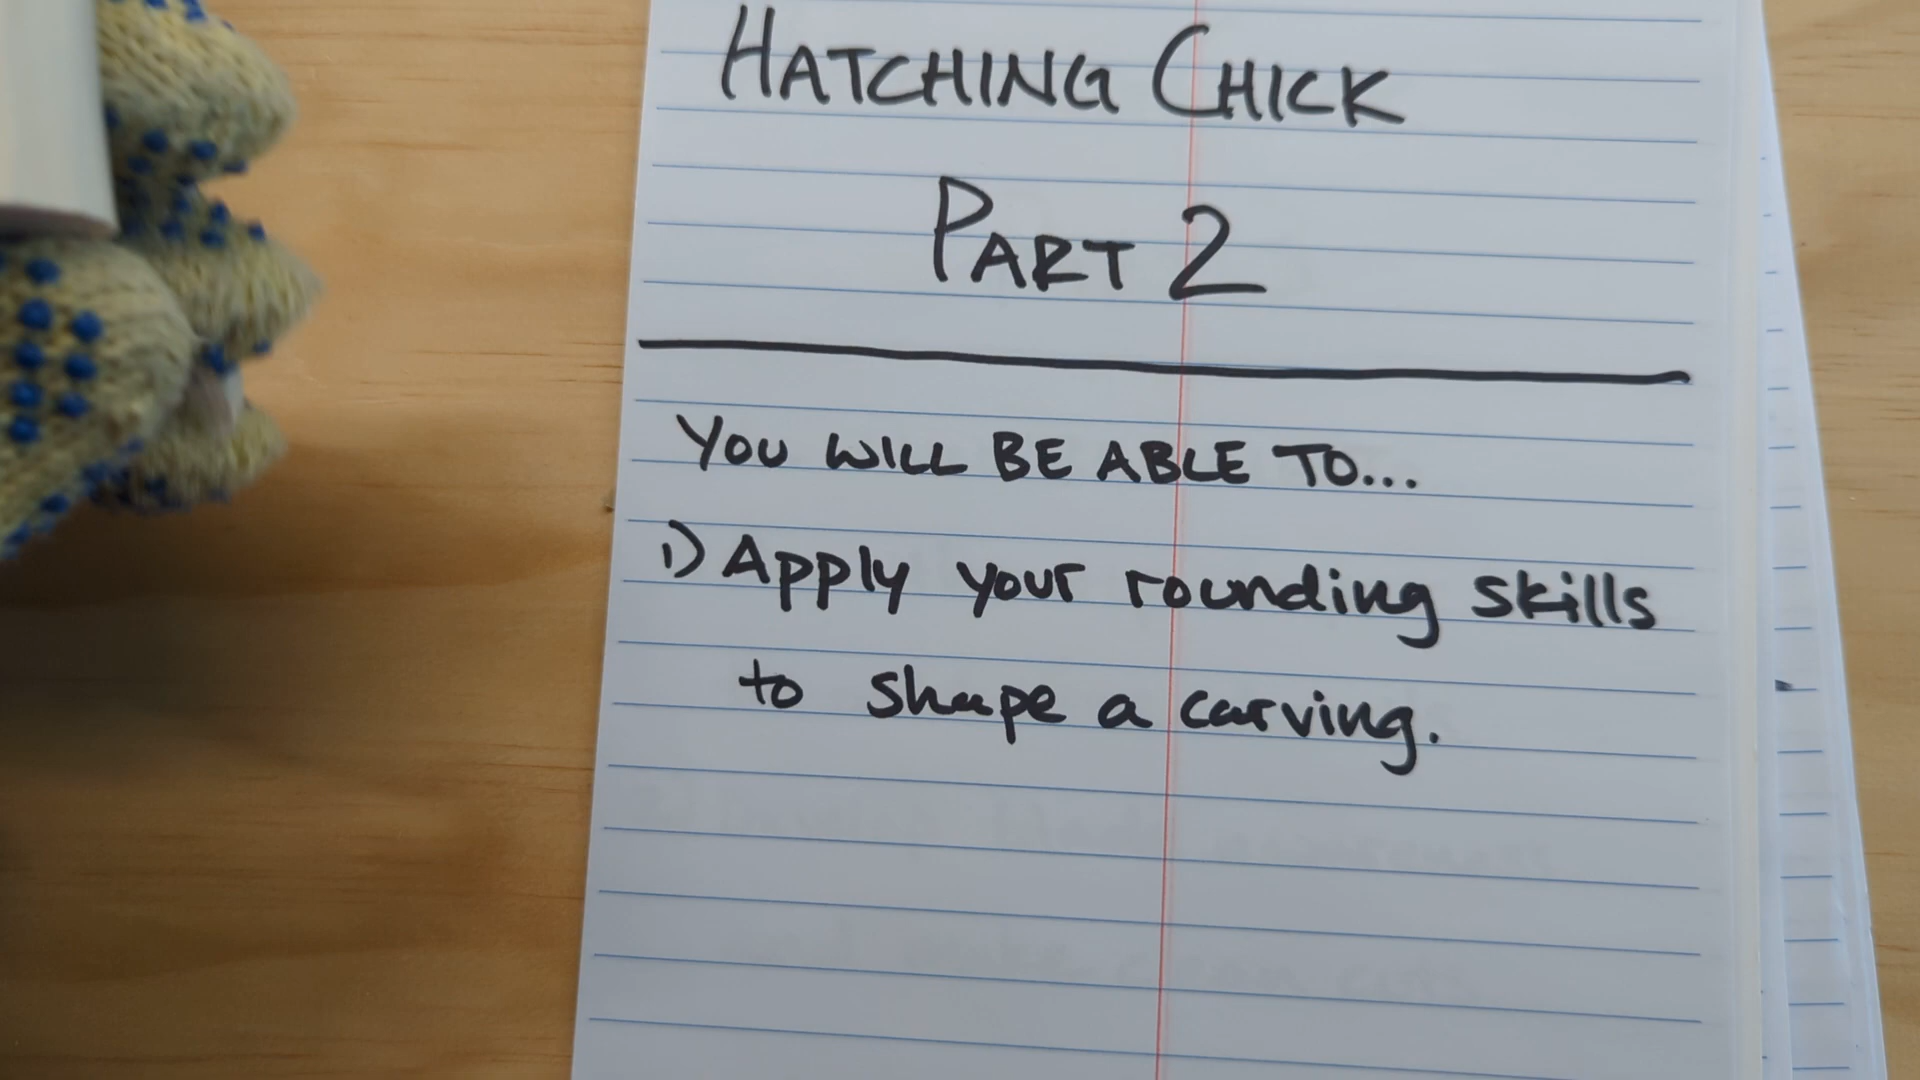 HATCHING CHICK
PART 2
YOU WILL BE ABLE TO...
1) Apply your rounding skills
to shape a carving.